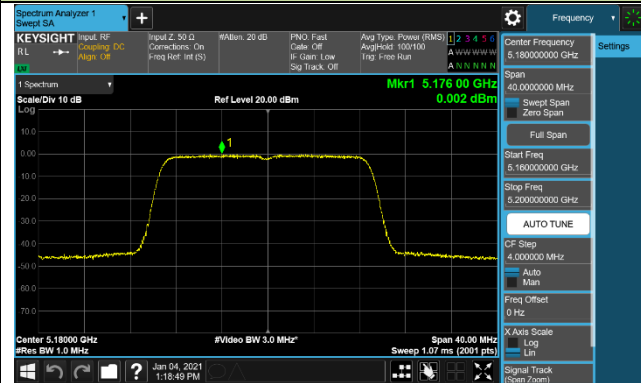 Spectrum Analyzer 1
Swept SA
+
Frequency
KEYSIGHT
RL
Input: RF
Coupling: DC
Align: Off
Input Z: 50 Ω
Corrections: On
Freq Ref: Int (S)
#Atten: 20 dB
PNO: Fast
Gate: Off
IF Gain: Low
Sig Track: Off
Avg Type: Power (RMS)
Avg|Hold: 100/100
Trig: Free Run
1 2 3 4 5 6
A W W W W W
A N N N N N
1 Spectrum
Scale/Div 10 dB
Log
Ref Level 20.00 dBm
Mkr1 5.176 00 GHz
0.002 dBm
1
10.0
0.00
-10.0
-20.0
-30.0
-40.0
-50.0
-60.0
-70.0
Center 5.18000 GHz
#Res BW 1.0 MHz
#Video BW 3.0 MHz*
Span 40.00 MHz
Sweep 1.07 ms (2001 pts)
Jan 04, 2021
1:18:49 PM
?
Center Frequency
5.180000000 GHz
Span
40.0000000 MHz
Swept Span
Zero Span
Full Span
Start Freq
5.160000000 GHz
Stop Freq
5.200000000 GHz
AUTO TUNE
CF Step
4.000000 MHz
Auto
Man
Freq Offset
0 Hz
X Axis Scale
Log
Lin
Signal Track
(Span Zoom)
Settings